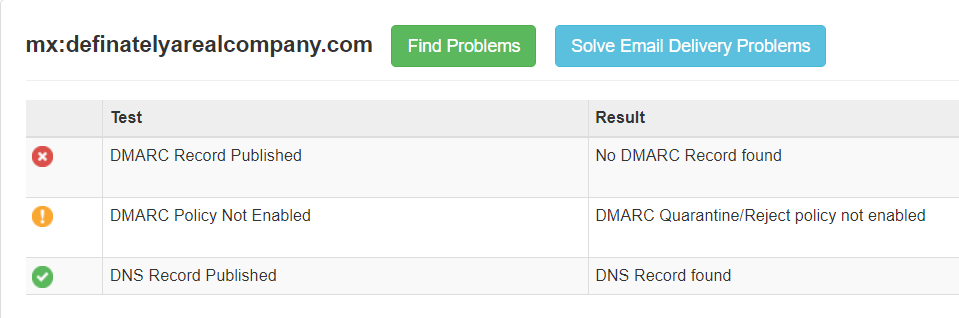 mx:definatelyarealcompany.com Find Problems Solve Email Delivery Problems
Test Result
DMARC Record Published No DMARC Record found
DMARC Policy Not Enabled DMARC Quarantine/Reject policy not enabled
DNS Record Published DNS Record found